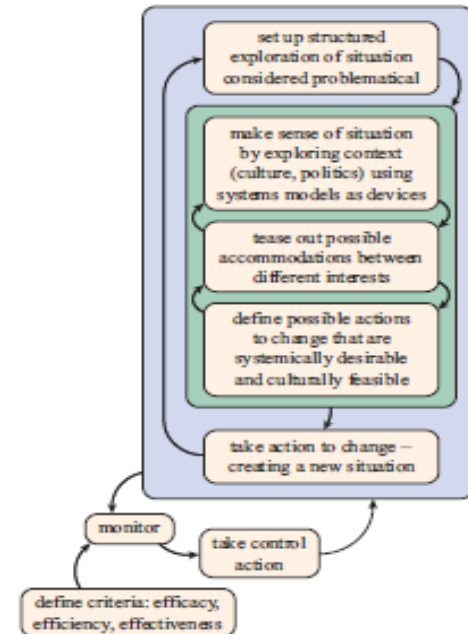 set up structured
exploration of situation
considered problematical
make sense of situation
by exploring context
(culture, politics) using
systems models as devices
tease out possible
accommodations between
different interests
define possible actions
to change that are
systemically desirable
and culturally feasible
take action to change –
creating a new situation
monitor
take control
action
define criteria: efficacy,
efficiency, effectiveness